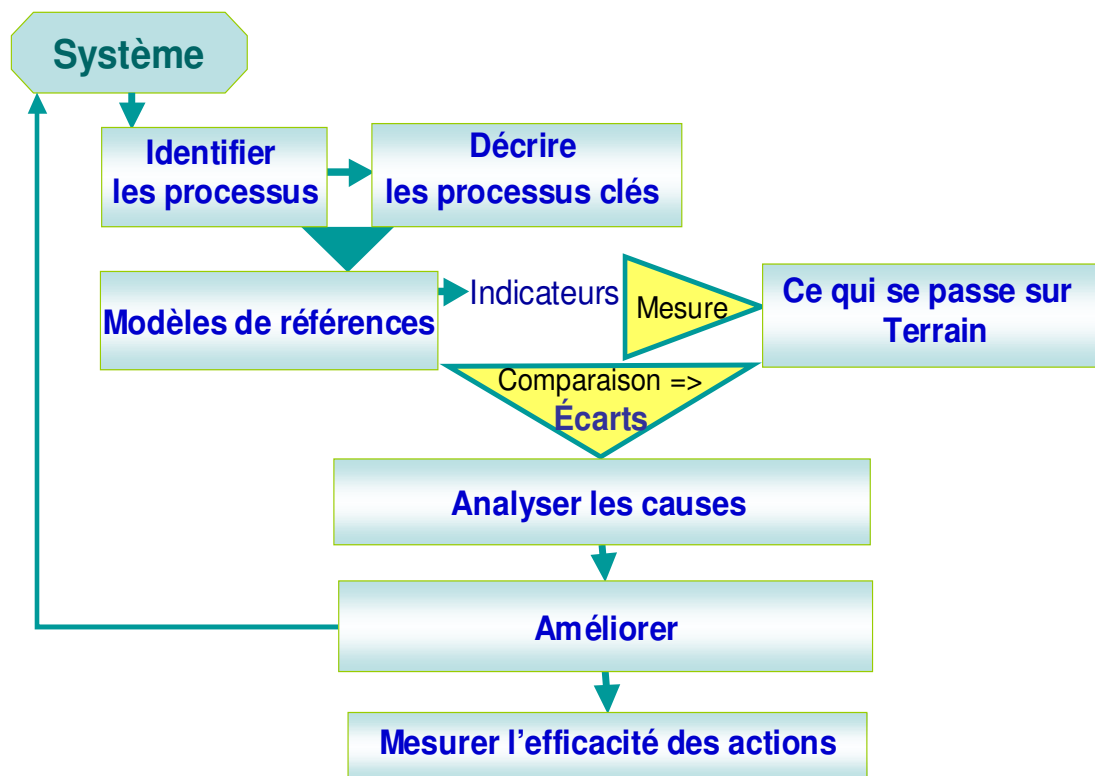 Système
Identifier
les processus
Décrire
les processus clés
Modèles de références
Indicateurs
Mesure
Ce qui se passe sur
Terrain
Comparaison =>
Écarts
Analyser les causes
Améliorer
Mesurer l’efficacité des actions